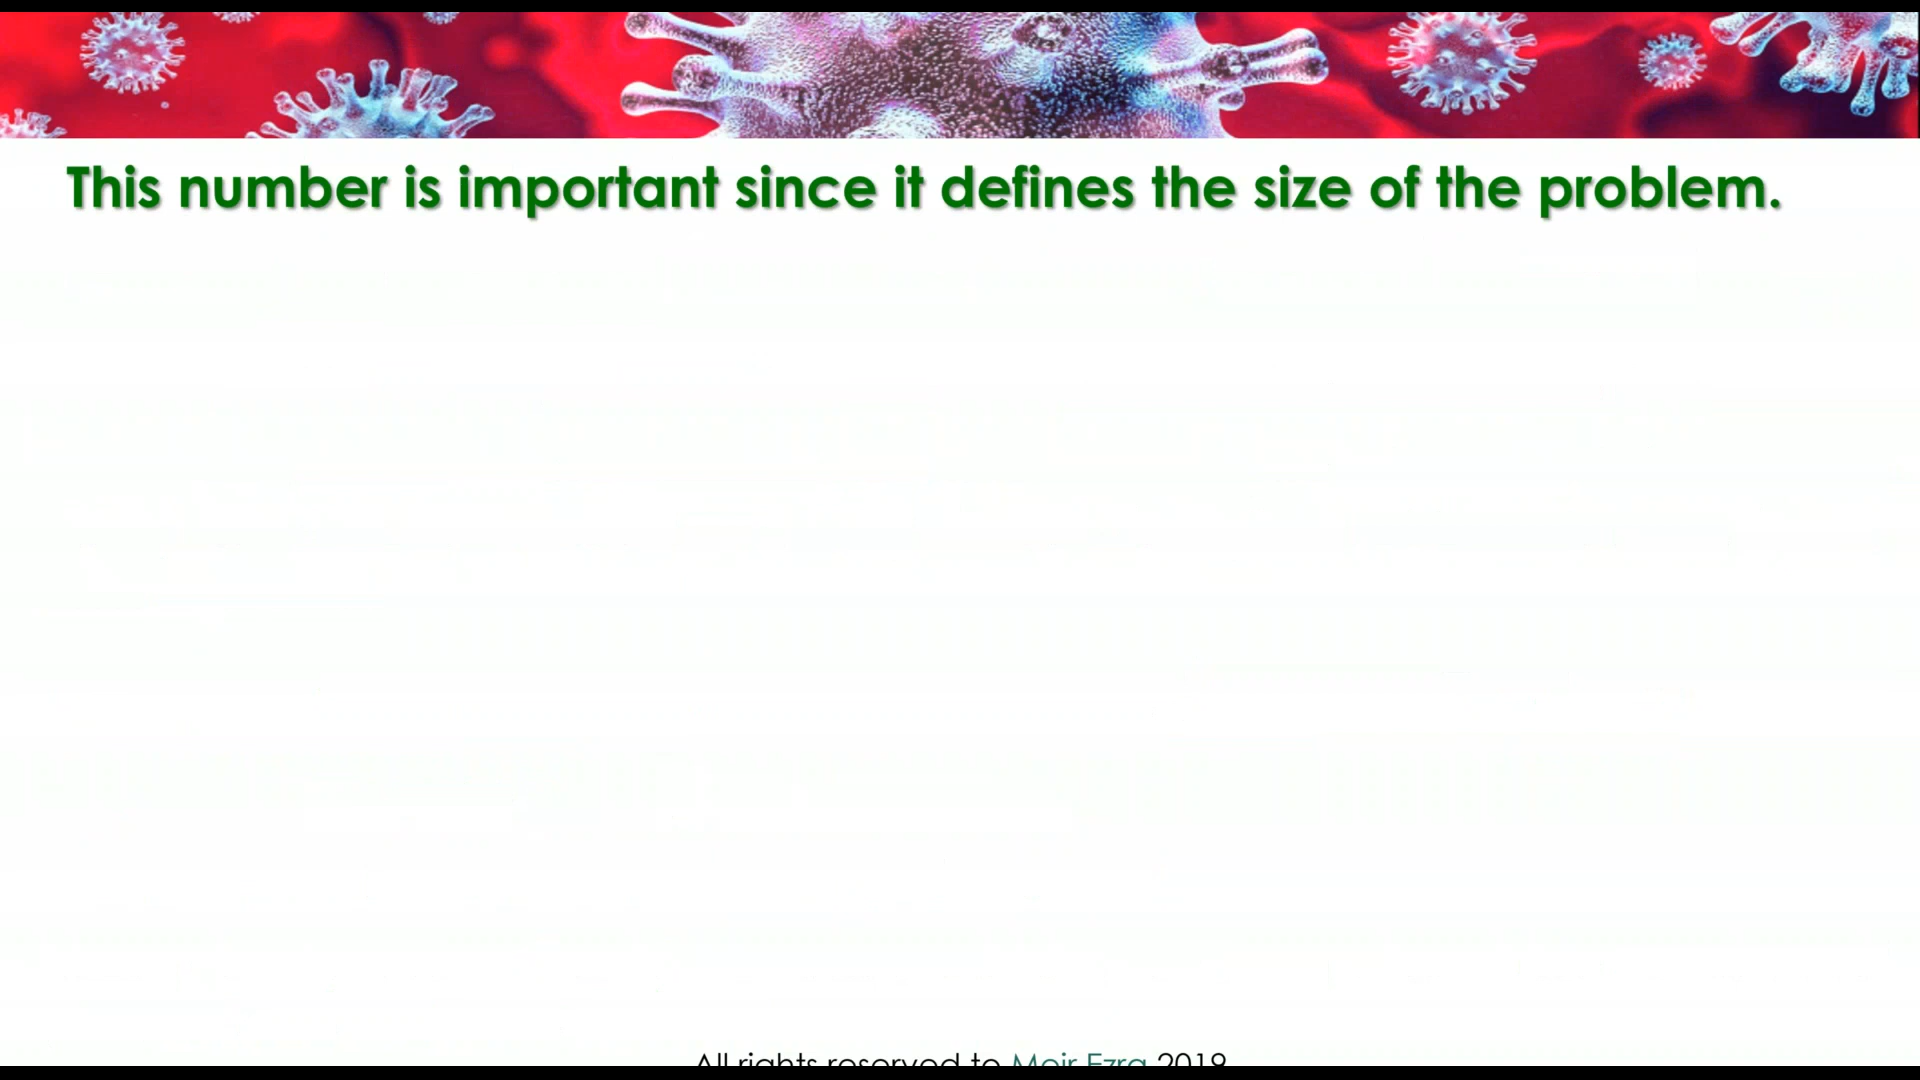 This number is important since it defines the size of the problem.
All rights reserved to Meir Ezra 2019